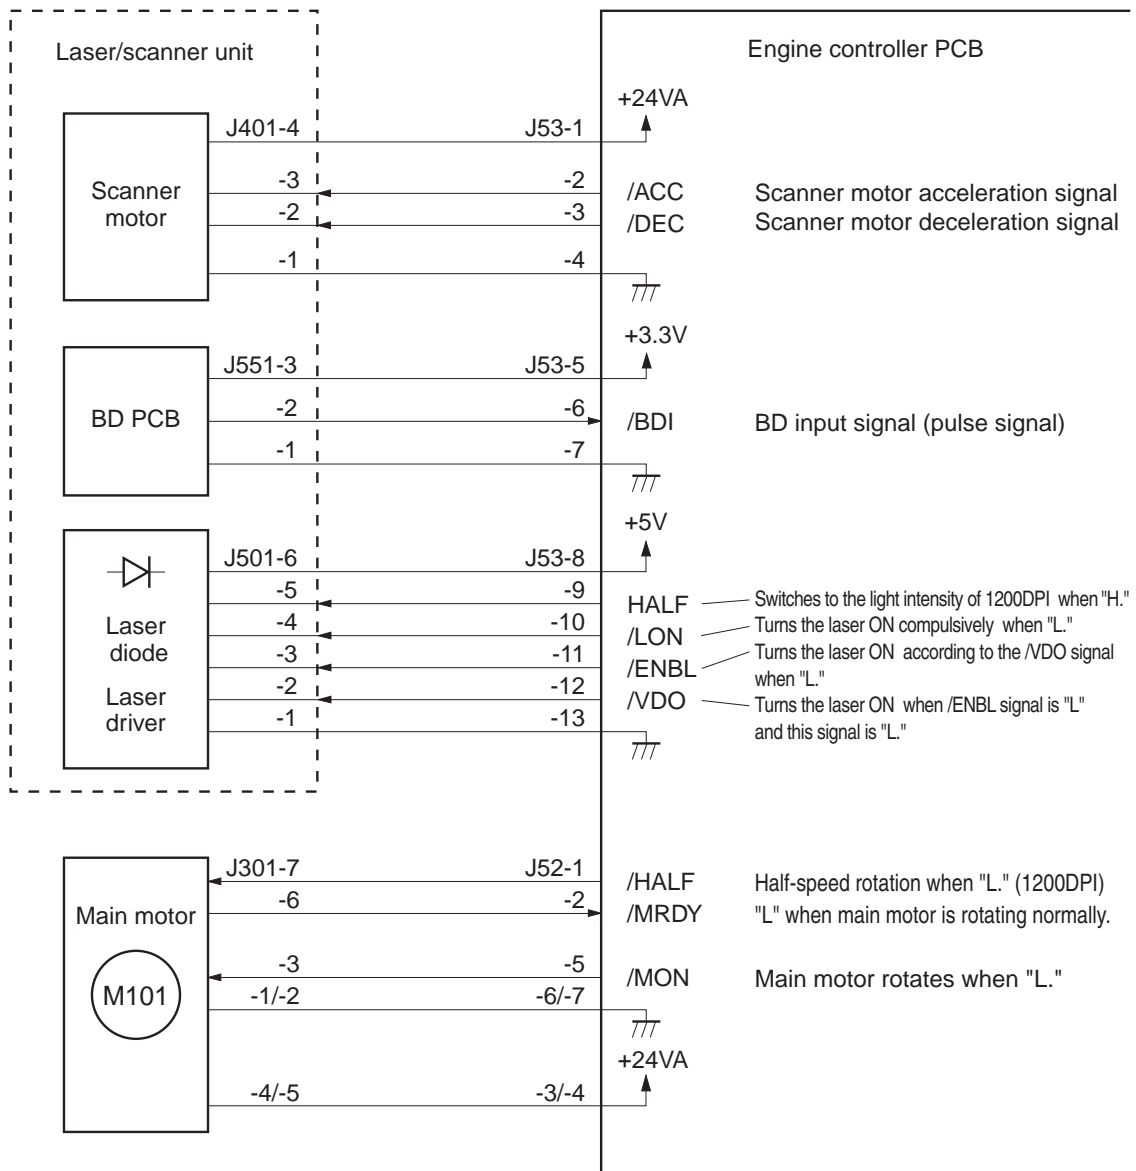 Laser/scanner unit
Engine controller PCB
+24VA
J401-4 J53-1
Scanner
motor
-3 -2 /ACC Scanner motor acceleration signal
-2 -3 /DEC Scanner motor deceleration signal
-1 -4
+3.3V
J551-3 J53-5
BD PCB
-2 -6 /BDI BD input signal (pulse signal)
-1 -7
+5V
J501-6 J53-8
Laser
diode
Laser
driver
-5 -9 HALF Switches to the light intensity of 1200DPI when "H."
-4 -10 /LON Turns the laser ON compulsively when "L."
-3 -11 /ENBL Turns the laser ON according to the /VDO signal
when "L."
-2 -12 /VDO Turns the laser ON when /ENBL signal is "L"
and this signal is "L."
-1 -13
Main motor
M101
J301-7 J52-1 /HALF Half-speed rotation when "L." (1200DPI)
-6 -2 /MRDY "L" when main motor is rotating normally.
-3 -5 /MON Main motor rotates when "L."
-1/-2 -6/-7
+24VA
-4/-5 -3/-4